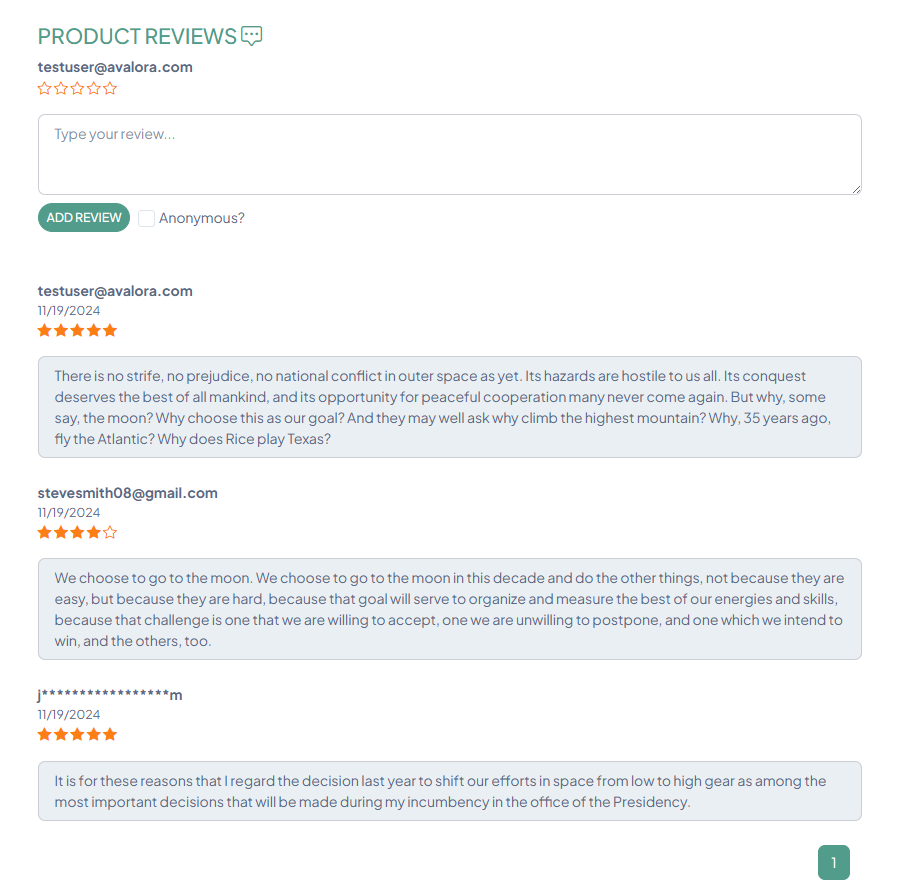 PRODUCT REVIEWS
testuser@avalora.com
Type your review...
ADD REVIEW Anonymous?
testuser@avalora.com
11/19/2024
There is no strife, no prejudice, no national conflict in outer space as yet. Its hazards are hostile to us all. Its conquest
deserves the best of all mankind, and its opportunity for peaceful cooperation many never come again. But why, some
say, the moon? Why choose this as our goal? And they may well ask why climb the highest mountain? Why, 35 years ago,
fly the Atlantic? Why does Rice play Texas?
stevesmith08@gmail.com
11/19/2024
We choose to go to the moon. We choose to go to the moon in this decade and do the other things, not because they are
easy, but because they are hard, because that goal will serve to organize and measure the best of our energies and skills,
because that challenge is one that we are willing to accept, one we are unwilling to postpone, and one which we intend to
win, and the others, too.
j*****************m
11/19/2024
It is for these reasons that I regard the decision last year to shift our efforts in space from low to high gear as among the
most important decisions that will be made during my incumbency in the office of the Presidency.
1